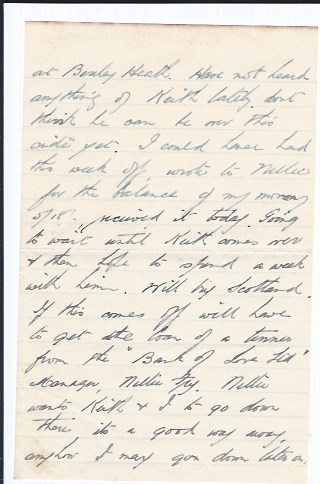 at Bexley Heath. Have not heard
anything of Keith lately dont
think he can be over this
side yet. I could have had
this week off, wrote to Nellie
for the balance of my money
received it today. Going
to wait until Keith comes over
& then hope to spend a week
with him. Will try Scotland.
If this comes off will have
to get the loan of a tenner
from the "Bank of Love Ltd"
Manager, Nellie Fry. Nellie
wants Keith & I to go down
there its a good way away,
anyhow I may go down later on.